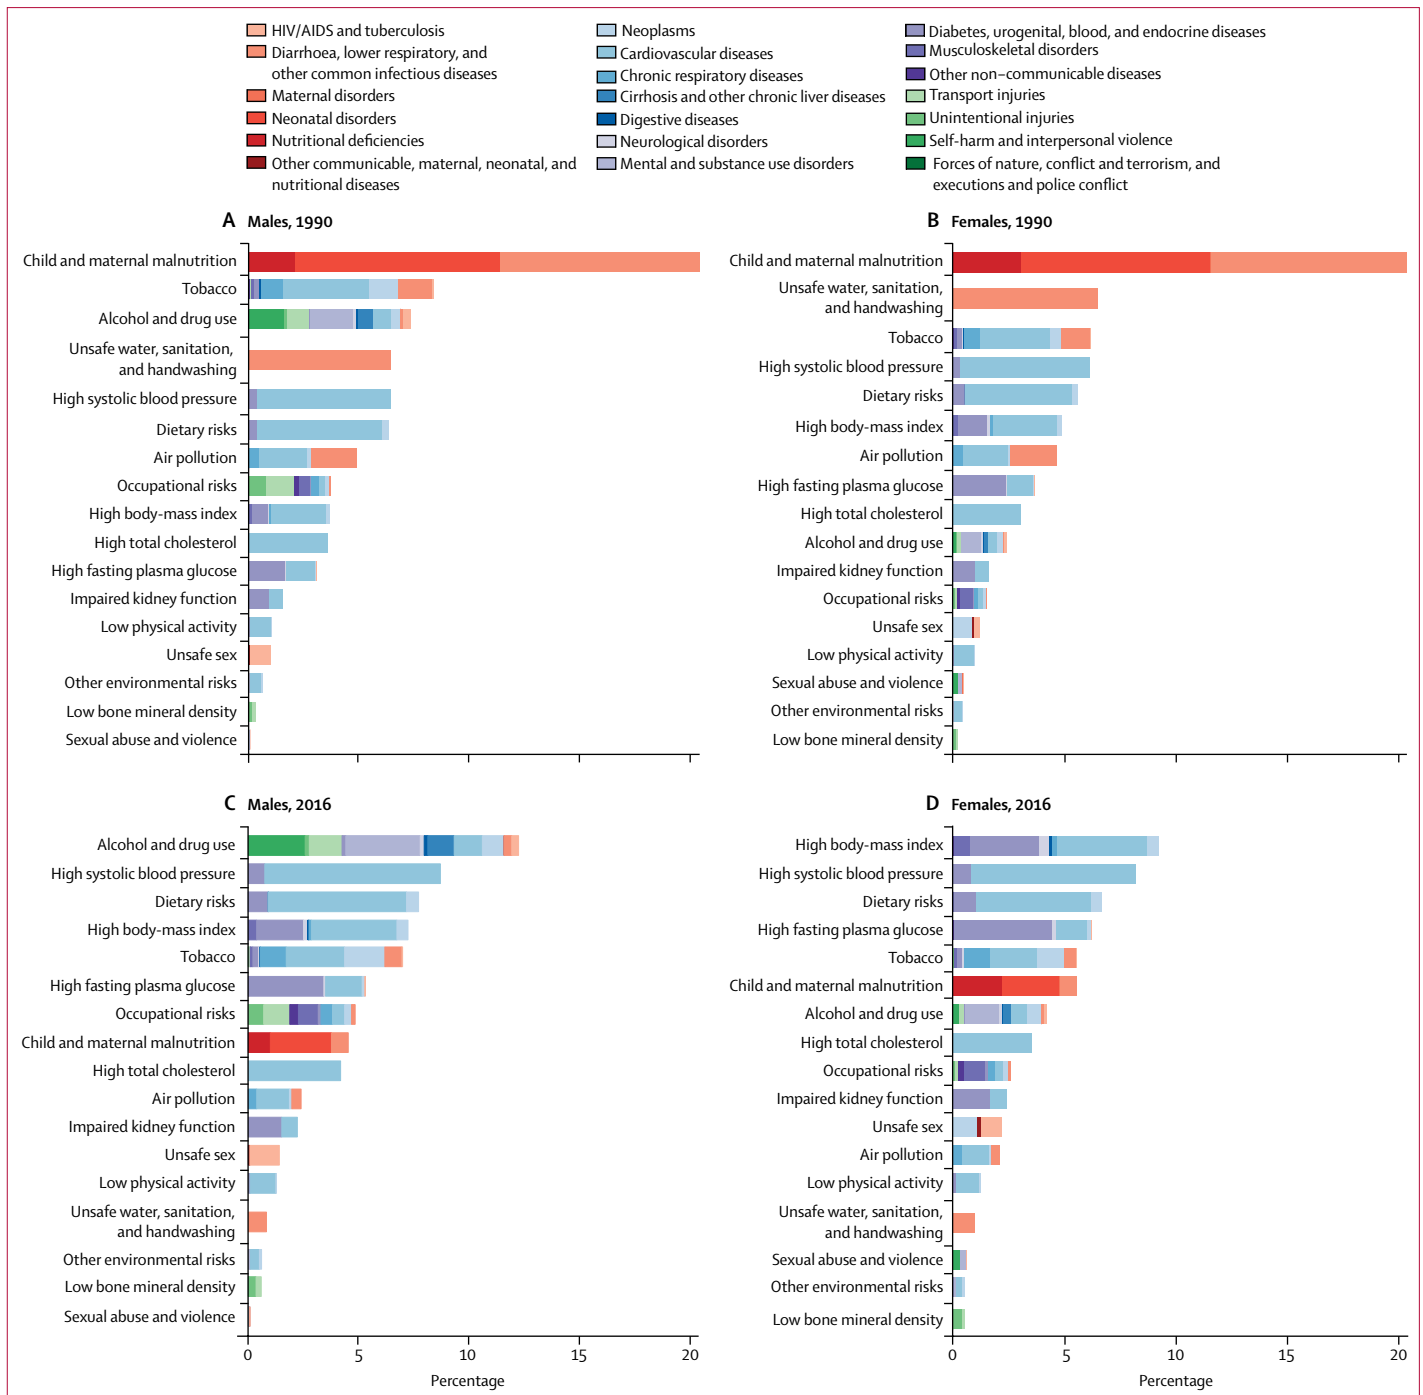 HIV/AIDS and tuberculosis
Diarrhoea, lower respiratory, and
other common infectious diseases
Maternal disorders
Neonatal disorders
Nutritional deficiencies
Other communicable, maternal, neonatal, and
nutritional diseases
Neoplasms
Cardiovascular diseases
Chronic respiratory diseases
Cirrhosis and other chronic liver diseases
Digestive diseases
Neurological disorders
Mental and substance use disorders
Diabetes, urogenital, blood, and endocrine diseases
Musculoskeletal disorders
Other non–communicable diseases
Transport injuries
Unintentional injuries
Self-harm and interpersonal violence
Forces of nature, conflict and terrorism, and
executions and police conflict
A Males, 1990
Child and maternal malnutrition
Tobacco
Alcohol and drug use
Unsafe water, sanitation,
and handwashing
High systolic blood pressure
Dietary risks
Air pollution
Occupational risks
High body-mass index
High total cholesterol
High fasting plasma glucose
Impaired kidney function
Low physical activity
Unsafe sex
Other environmental risks
Low bone mineral density
Sexual abuse and violence
B Females, 1990
Child and maternal malnutrition
Unsafe water, sanitation,
and handwashing
Tobacco
High systolic blood pressure
Dietary risks
High body-mass index
Air pollution
High fasting plasma glucose
High total cholesterol
Alcohol and drug use
Impaired kidney function
Occupational risks
Unsafe sex
Low physical activity
Sexual abuse and violence
Other environmental risks
Low bone mineral density
C Males, 2016
Alcohol and drug use
High systolic blood pressure
Dietary risks
High body-mass index
Tobacco
High fasting plasma glucose
Occupational risks
Child and maternal malnutrition
High total cholesterol
Air pollution
Impaired kidney function
Unsafe sex
Low physical activity
Unsafe water, sanitation,
and handwashing
Other environmental risks
Low bone mineral density
Sexual abuse and violence
0 5 10 15 20
Percentage
D Females, 2016
High body-mass index
High systolic blood pressure
Dietary risks
High fasting plasma glucose
Tobacco
Child and maternal malnutrition
Alcohol and drug use
High total cholesterol
Occupational risks
Impaired kidney function
Unsafe sex
Air pollution
Low physical activity
Unsafe water, sanitation,
and handwashing
Sexual abuse and violence
Other environmental risks
Low bone mineral density
0 5 10 15 20
Percentage